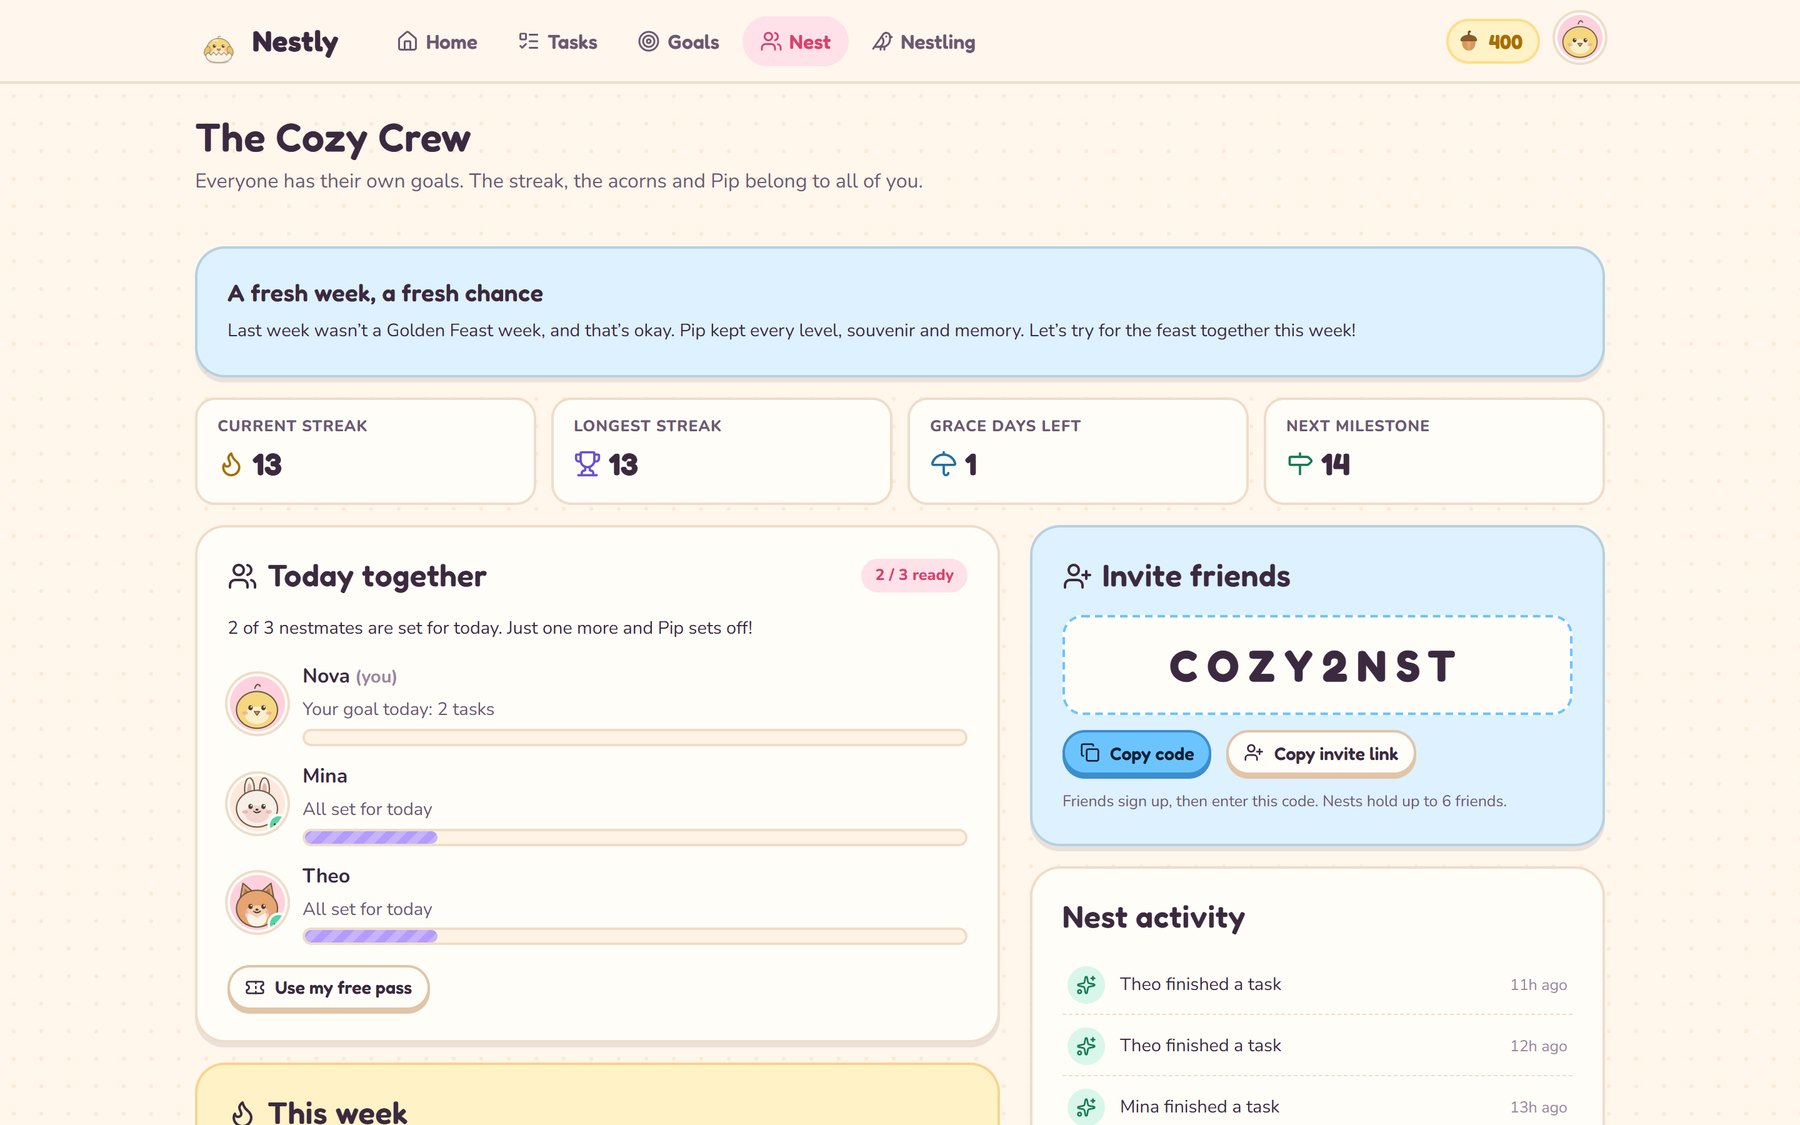 Nestly
Home
Tasks
Goals
Nest
Nestling
400
The Cozy Crew
Everyone has their own goals. The streak, the acorns and Pip belong to all of you.
A fresh week, a fresh chance
Last week wasn’t a Golden Feast week, and that’s okay. Pip kept every level, souvenir and memory. Let’s try for the feast together this week!
CURRENT STREAK
13
LONGEST STREAK
13
GRACE DAYS LEFT
1
NEXT MILESTONE
14
Today together
2 / 3 ready
2 of 3 nestmates are set for today. Just one more and Pip sets off!
Nova (you)
Your goal today: 2 tasks
Mina
All set for today
Theo
All set for today
Use my free pass
This week
Invite friends
COZY2NST
Copy code
Copy invite link
Friends sign up, then enter this code. Nests hold up to 6 friends.
Nest activity
Theo finished a task
11h ago
Theo finished a task
12h ago
Mina finished a task
13h ago